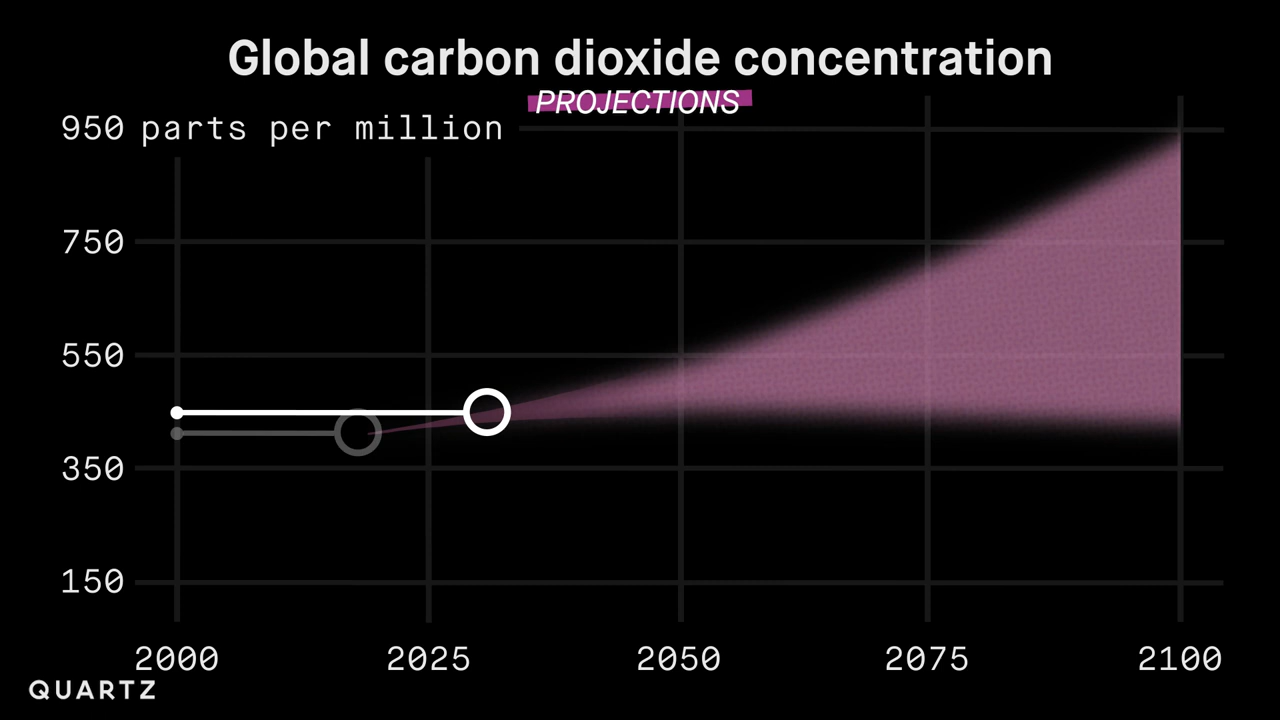 Global carbon dioxide concentration
PROJECTIONS
950 parts per million
750
550
350
150
2000 2025 2050 2075 2100
QUARTZ